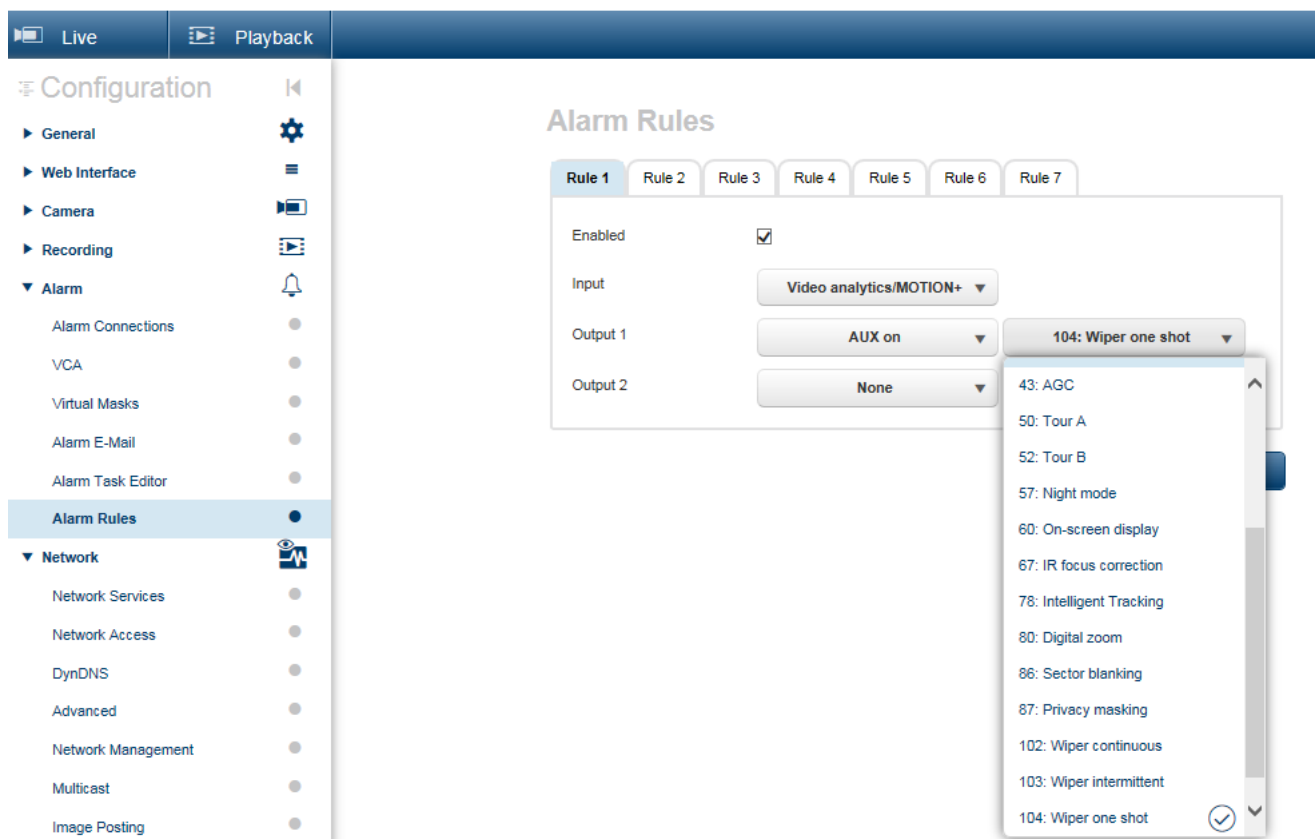 Live
Playback
Configuration
General
Web Interface
Camera
Recording
Alarm
Alarm Connections
VCA
Virtual Masks
Alarm E-Mail
Alarm Task Editor
Alarm Rules
Network
Network Services
Network Access
DynDNS
Advanced
Network Management
Multicast
Image Posting
Alarm Rules
Rule 1
Rule 2
Rule 3
Rule 4
Rule 5
Rule 6
Rule 7
Enabled
Input
Video analytics/MOTION+
Output 1
AUX on
104: Wiper one shot
Output 2
None
43: AGC
50: Tour A
52: Tour B
57: Night mode
60: On-screen display
67: IR focus correction
78: Intelligent Tracking
80: Digital zoom
86: Sector blanking
87: Privacy masking
102: Wiper continuous
103: Wiper intermittent
104: Wiper one shot